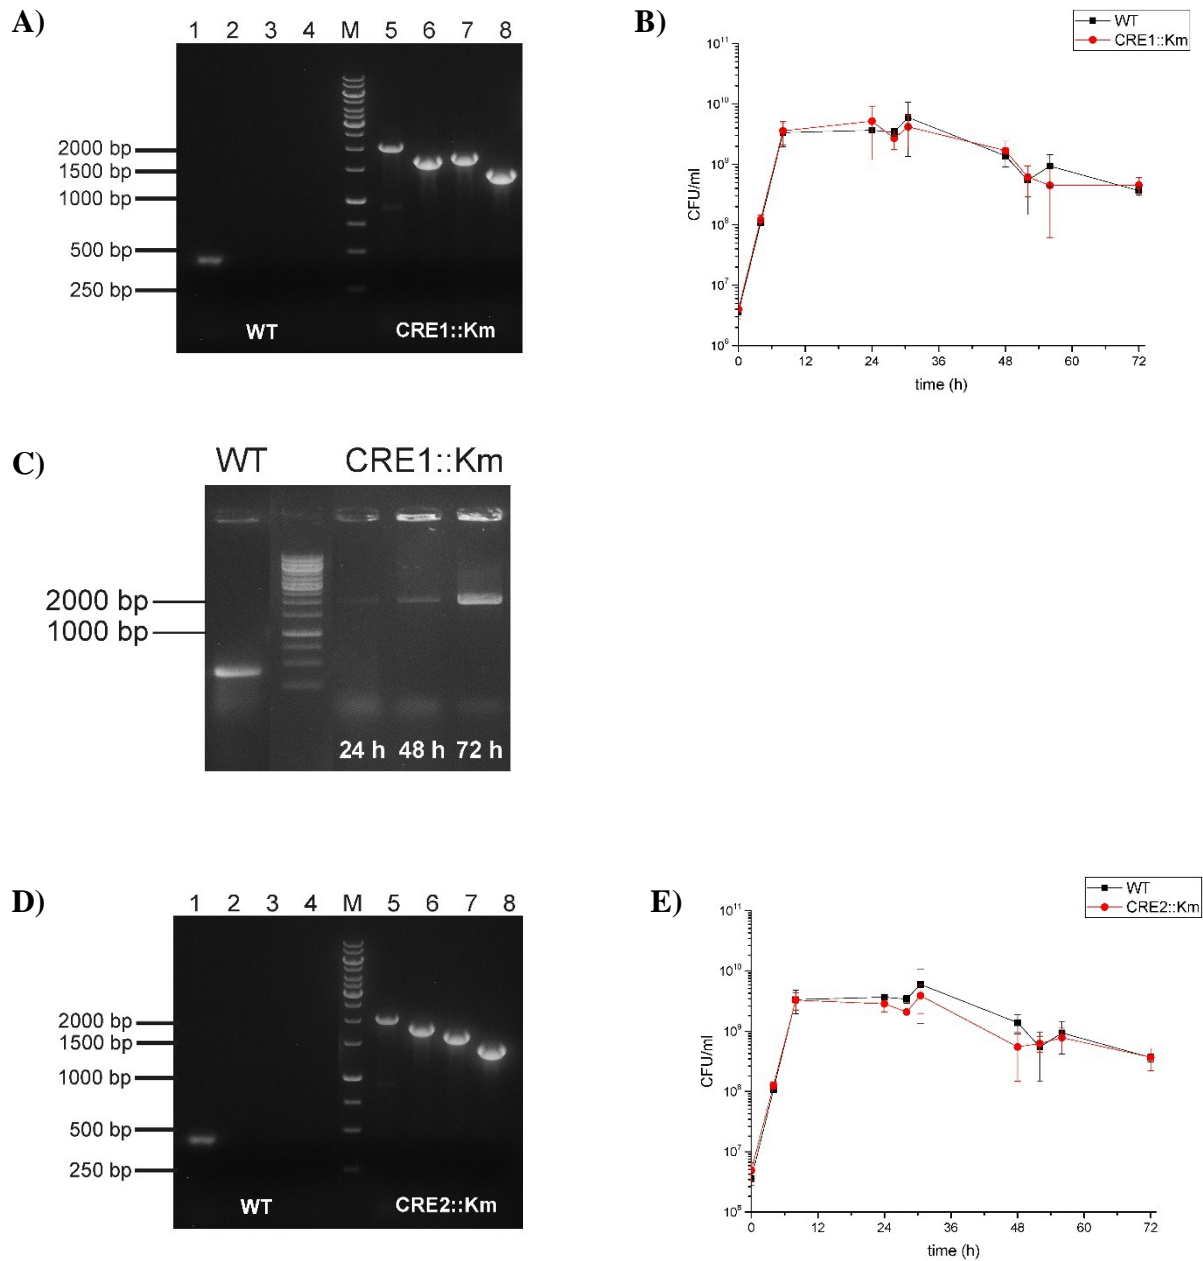 A)
1 2 3 4 M 5 6 7 8
2000 bp
1500 bp
1000 bp
500 bp
250 bp
WT CRE1::Km
B)
WT
CRE1::Km
10¹¹
10¹⁰
10⁹
10⁸
10⁷
10⁶
CFU/ml
0 12 24 36 48 60 72
time (h)
C)
WT CRE1::Km
2000 bp
1000 bp
24 h 48 h 72 h
D)
1 2 3 4 M 5 6 7 8
2000 bp
1500 bp
1000 bp
500 bp
250 bp
WT CRE2::Km
E)
WT
CRE2::Km
10¹¹
10¹⁰
10⁹
10⁸
10⁷
10⁶
CFU/ml
0 12 24 36 48 60 72
time (h)